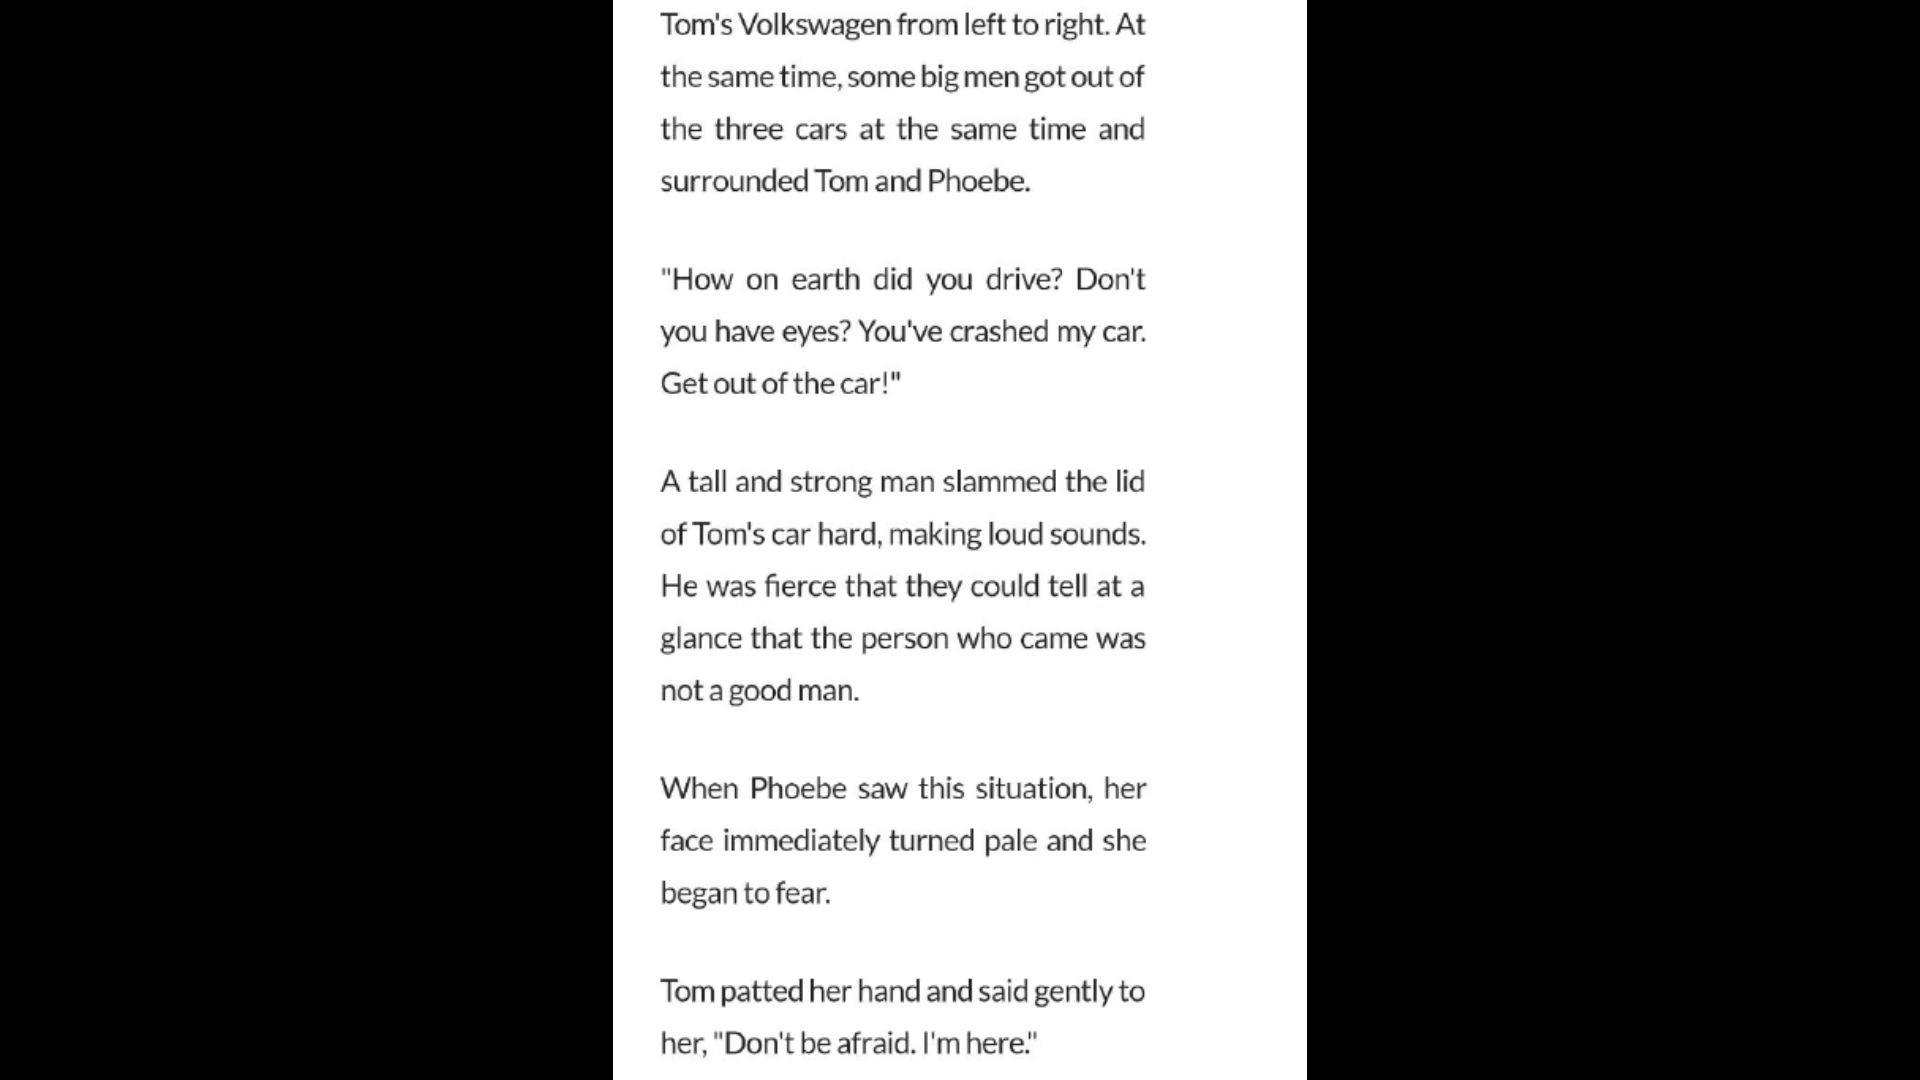 Tom's Volkswagen from left to right. At
the same time, some big men got out of
the three cars at the same time and
surrounded Tom and Phoebe.
"How on earth did you drive? Don't
you have eyes? You've crashed my car.
Get out of the car!"
A tall and strong man slammed the lid
of Tom's car hard, making loud sounds.
He was fierce that they could tell at a
glance that the person who came was
not a good man.
When Phoebe saw this situation, her
face immediately turned pale and she
began to fear.
Tom patted her hand and said gently to
her, "Don't be afraid. I'm here."